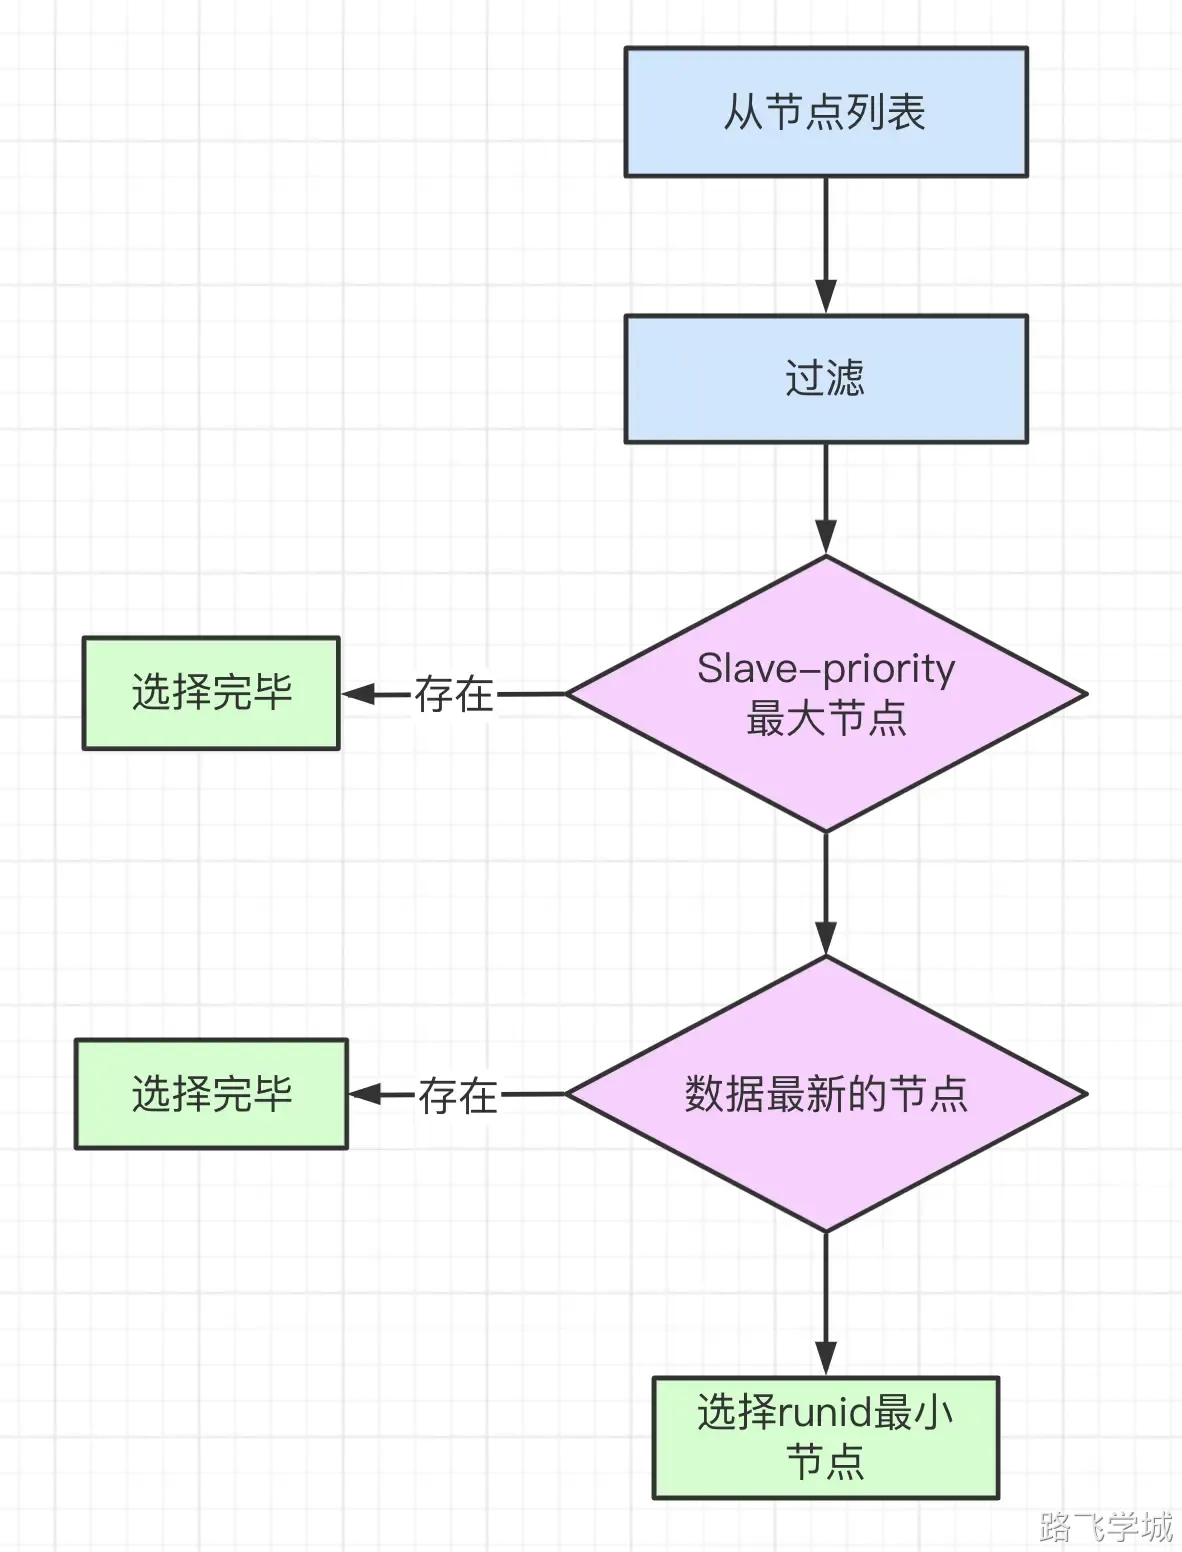 从节点列表
过滤
Slave-priority
最大节点
存在
选择完毕
数据最新的节点
存在
选择完毕
选择runid最小
节点
路飞学城